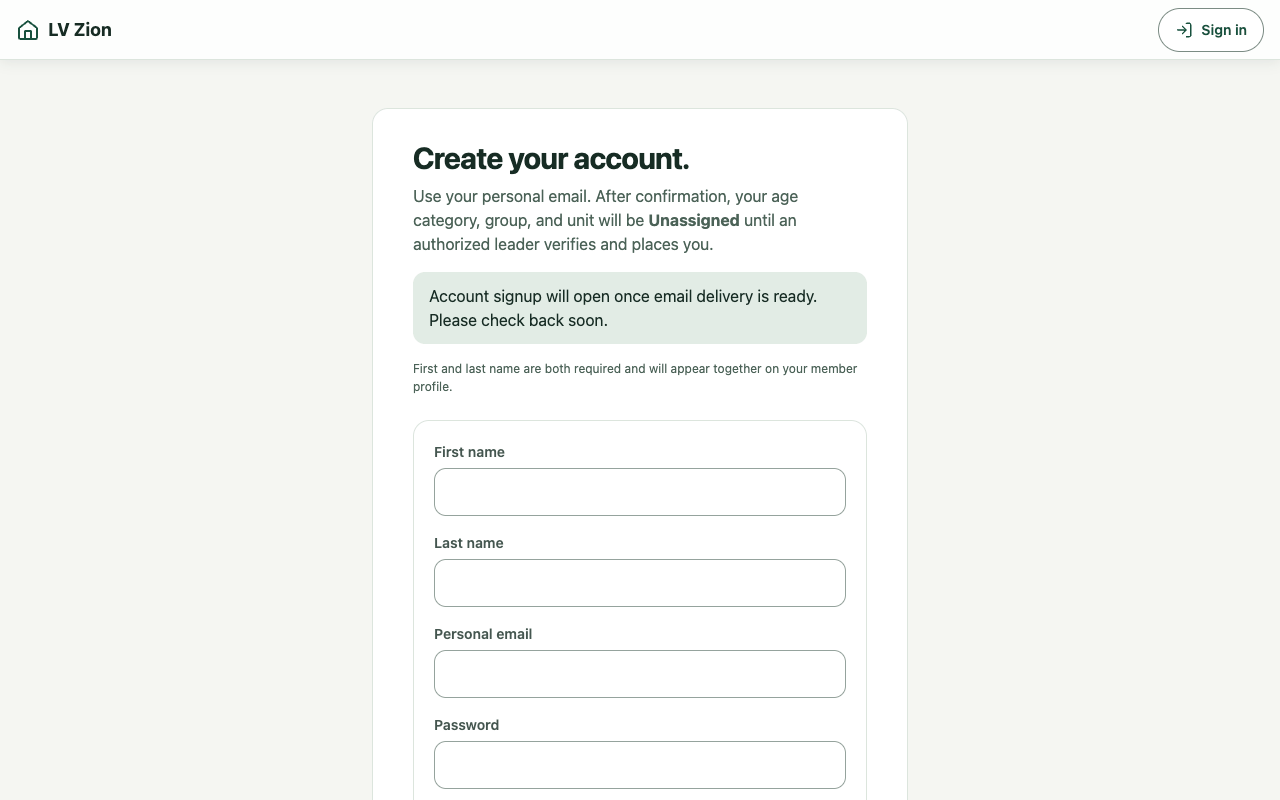 LV Zion
Sign in
Create your account.
Use your personal email. After confirmation, your age
category, group, and unit will be Unassigned until an
authorized leader verifies and places you.
Account signup will open once email delivery is ready.
Please check back soon.
First and last name are both required and will appear together on your member
profile.
First name
Last name
Personal email
Password